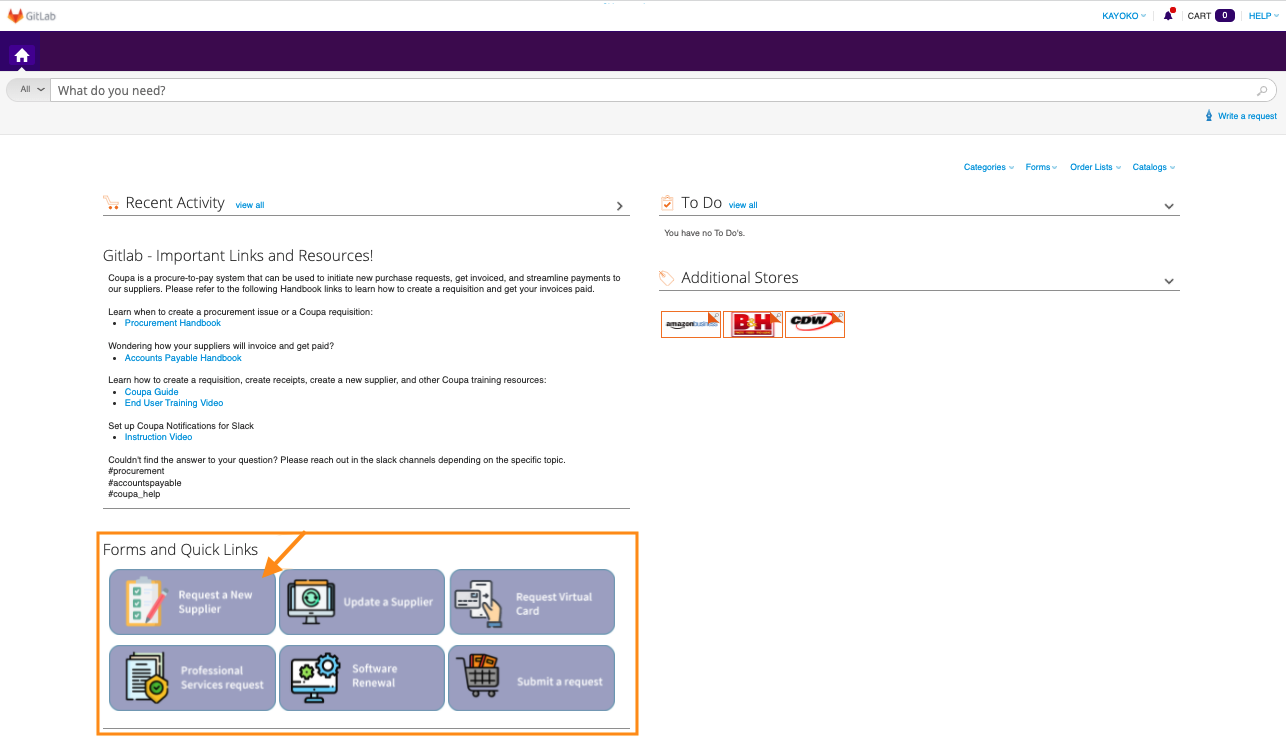 GitLab
KAYOKO
CART 0
HELP
All
What do you need?
Write a request
Categories
Forms
Order Lists
Catalogs
Recent Activity view all
Gitlab - Important Links and Resources!
Coupa is a procure-to-pay system that can be used to initiate new purchase requests, get invoiced, and streamline payments to
our suppliers. Please refer to the following Handbook links to learn how to create a requisition and get your invoices paid.
Learn when to create a procurement issue or a Coupa requisition:
Procurement Handbook
Wondering how your suppliers will invoice and get paid?
Accounts Payable Handbook
Learn how to create a requisition, create receipts, create a new supplier, and other Coupa training resources:
Coupa Guide
End User Training Video
Set up Coupa Notifications for Slack
Instruction Video
Couldn't find the answer to your question? Please reach out in the slack channels depending on the specific topic.
#procurement
#accountspayable
#coupa_help
To Do view all
You have no To Do's.
Additional Stores
amazonbusiness
B&H
CDW
Forms and Quick Links
Request a New
Supplier
Update a Supplier
Request Virtual
Card
Professional
Services request
Software
Renewal
Submit a request